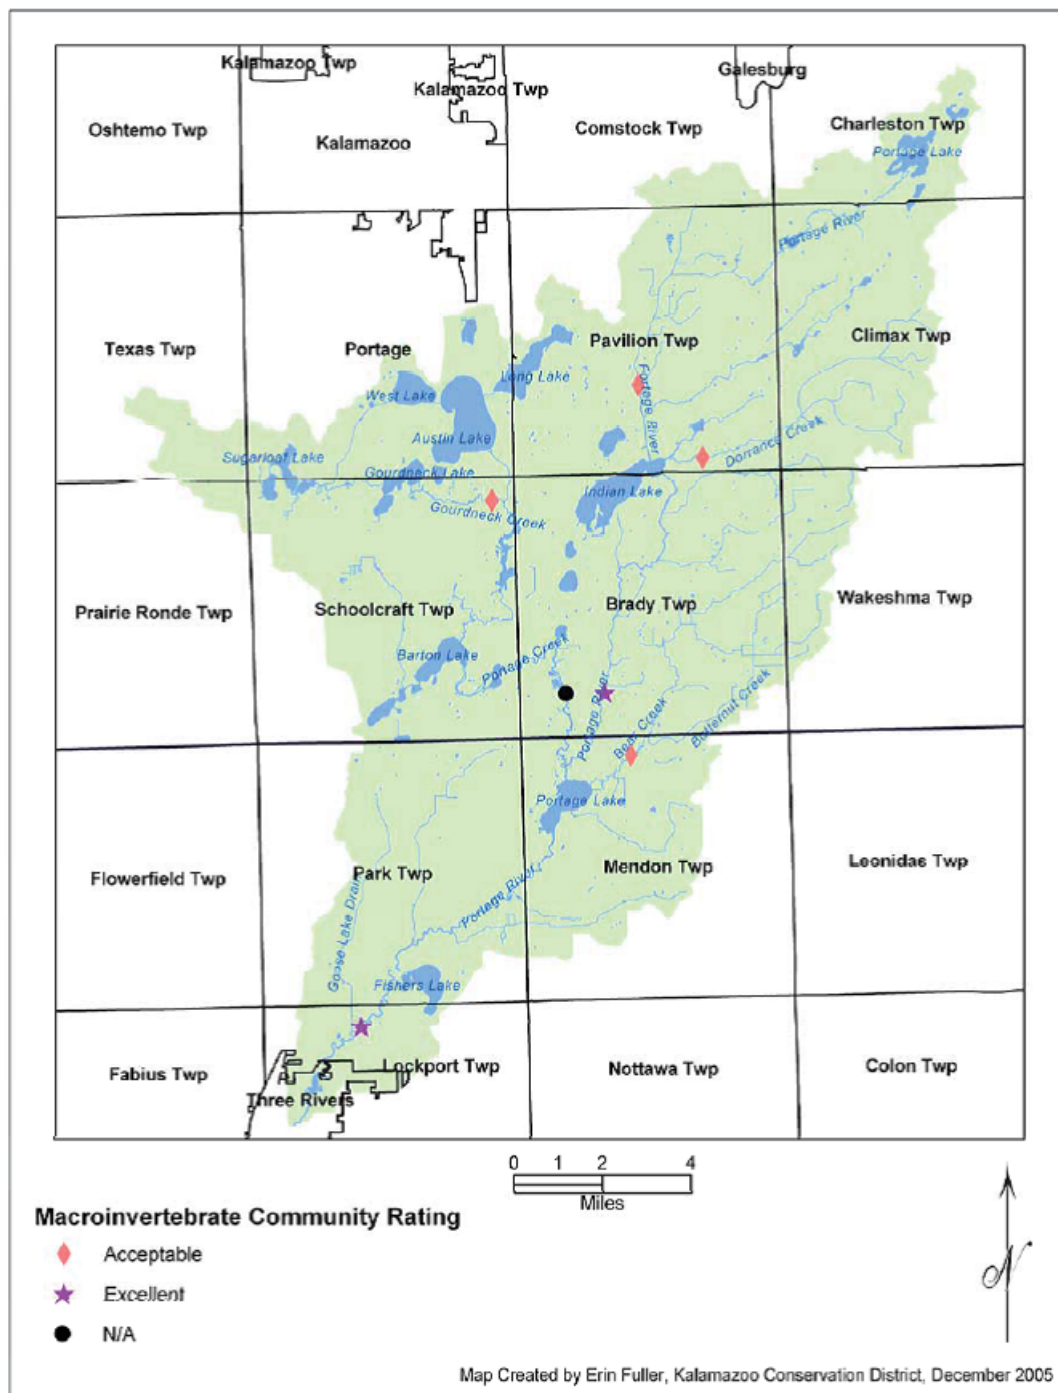 Kalamazoo Twp
Kalamazoo Twp
Galesburg
Oshtemo Twp
Kalamazoo
Comstock Twp
Charleston Twp
Portage Lake
Portage River
Texas Twp
Portage
Pavilion Twp
Climax Twp
West Lake
Long Lake
Portage River
Austin Lake
Dorrance Creek
Sugarloaf Lake
Gourdneck Lake
Indian Lake
Gourdneck Creek
Prairie Ronde Twp
Schoolcraft Twp
Brady Twp
Wakeshma Twp
Barton Lake
Portage Creek
Portage River
Bear Creek
Butternut Creek
Portage Lake
Flowerfield Twp
Park Twp
Mendon Twp
Leonidas Twp
Portage River
Goose Lake Drain
Fishers Lake
Fabius Twp
Lockport Twp
Nottawa Twp
Colon Twp
Three Rivers
0 1 2 4
Miles
Macroinvertebrate Community Rating
Acceptable
Excellent
N/A
N
Map Created by Erin Fuller, Kalamazoo Conservation District, December 2005